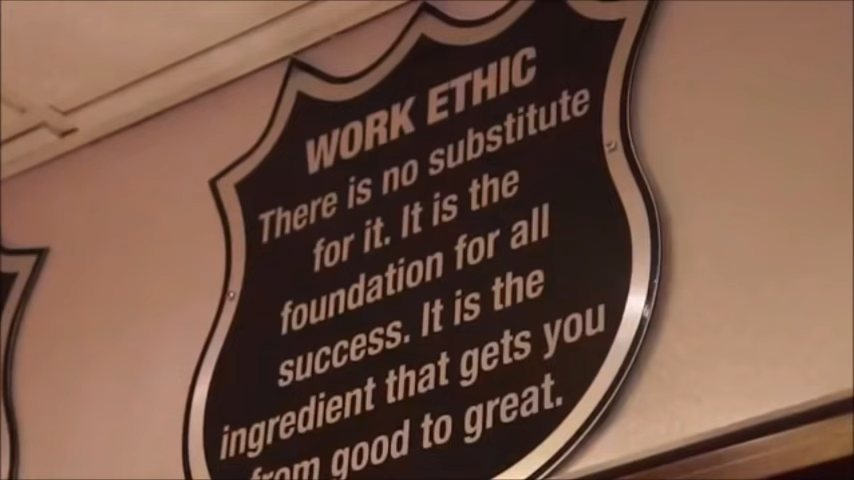 WORK ETHIC
There is no substitute
for it. It is the
foundation for all
success. It is the
ingredient that gets you
from good to great.